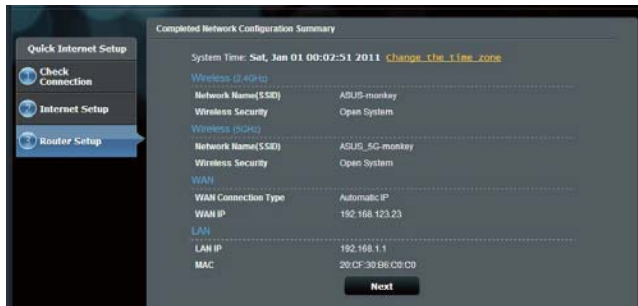 Completed Network Configuration Summary
Quick Internet Setup
1 Check Connection
2 Internet Setup
3 Router Setup
System Time: Sat, Jan 01 00:02:51 2011 Change the time zone
Wireless (2.4GHz)
Network Name(SSID) ASUS-monkey
Wireless Security Open System
Wireless (5GHz)
Network Name(SSID) ASUS_5G-monkey
Wireless Security Open System
WAN
WAN Connection Type Automatic IP
WAN IP 192.168.123.23
LAN
LAN IP 192.168.1.1
MAC 20:CF:30:B6:C0:C0
Next